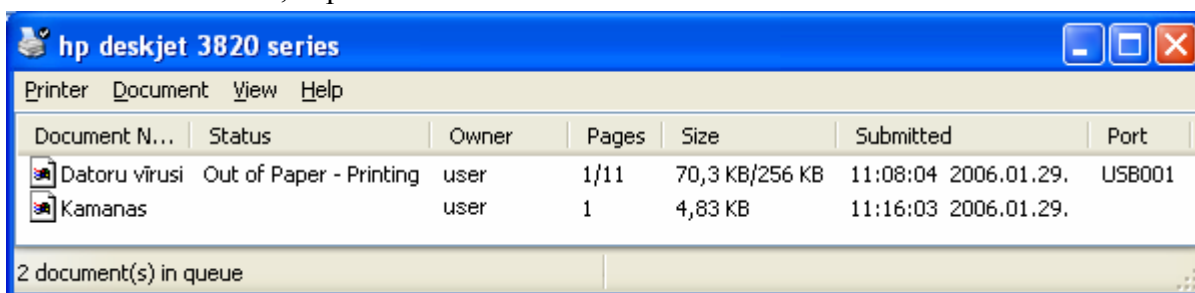 hp deskjet 3820 series
Printer Document View Help
Document N... Status Owner Pages Size Submitted Port
Datoru vīrusi Out of Paper - Printing user 1/11 70,3 KB/256 KB 11:08:04 2006.01.29. USB001
Kamanas user 1 4,83 KB 11:16:03 2006.01.29.
2 document(s) in queue